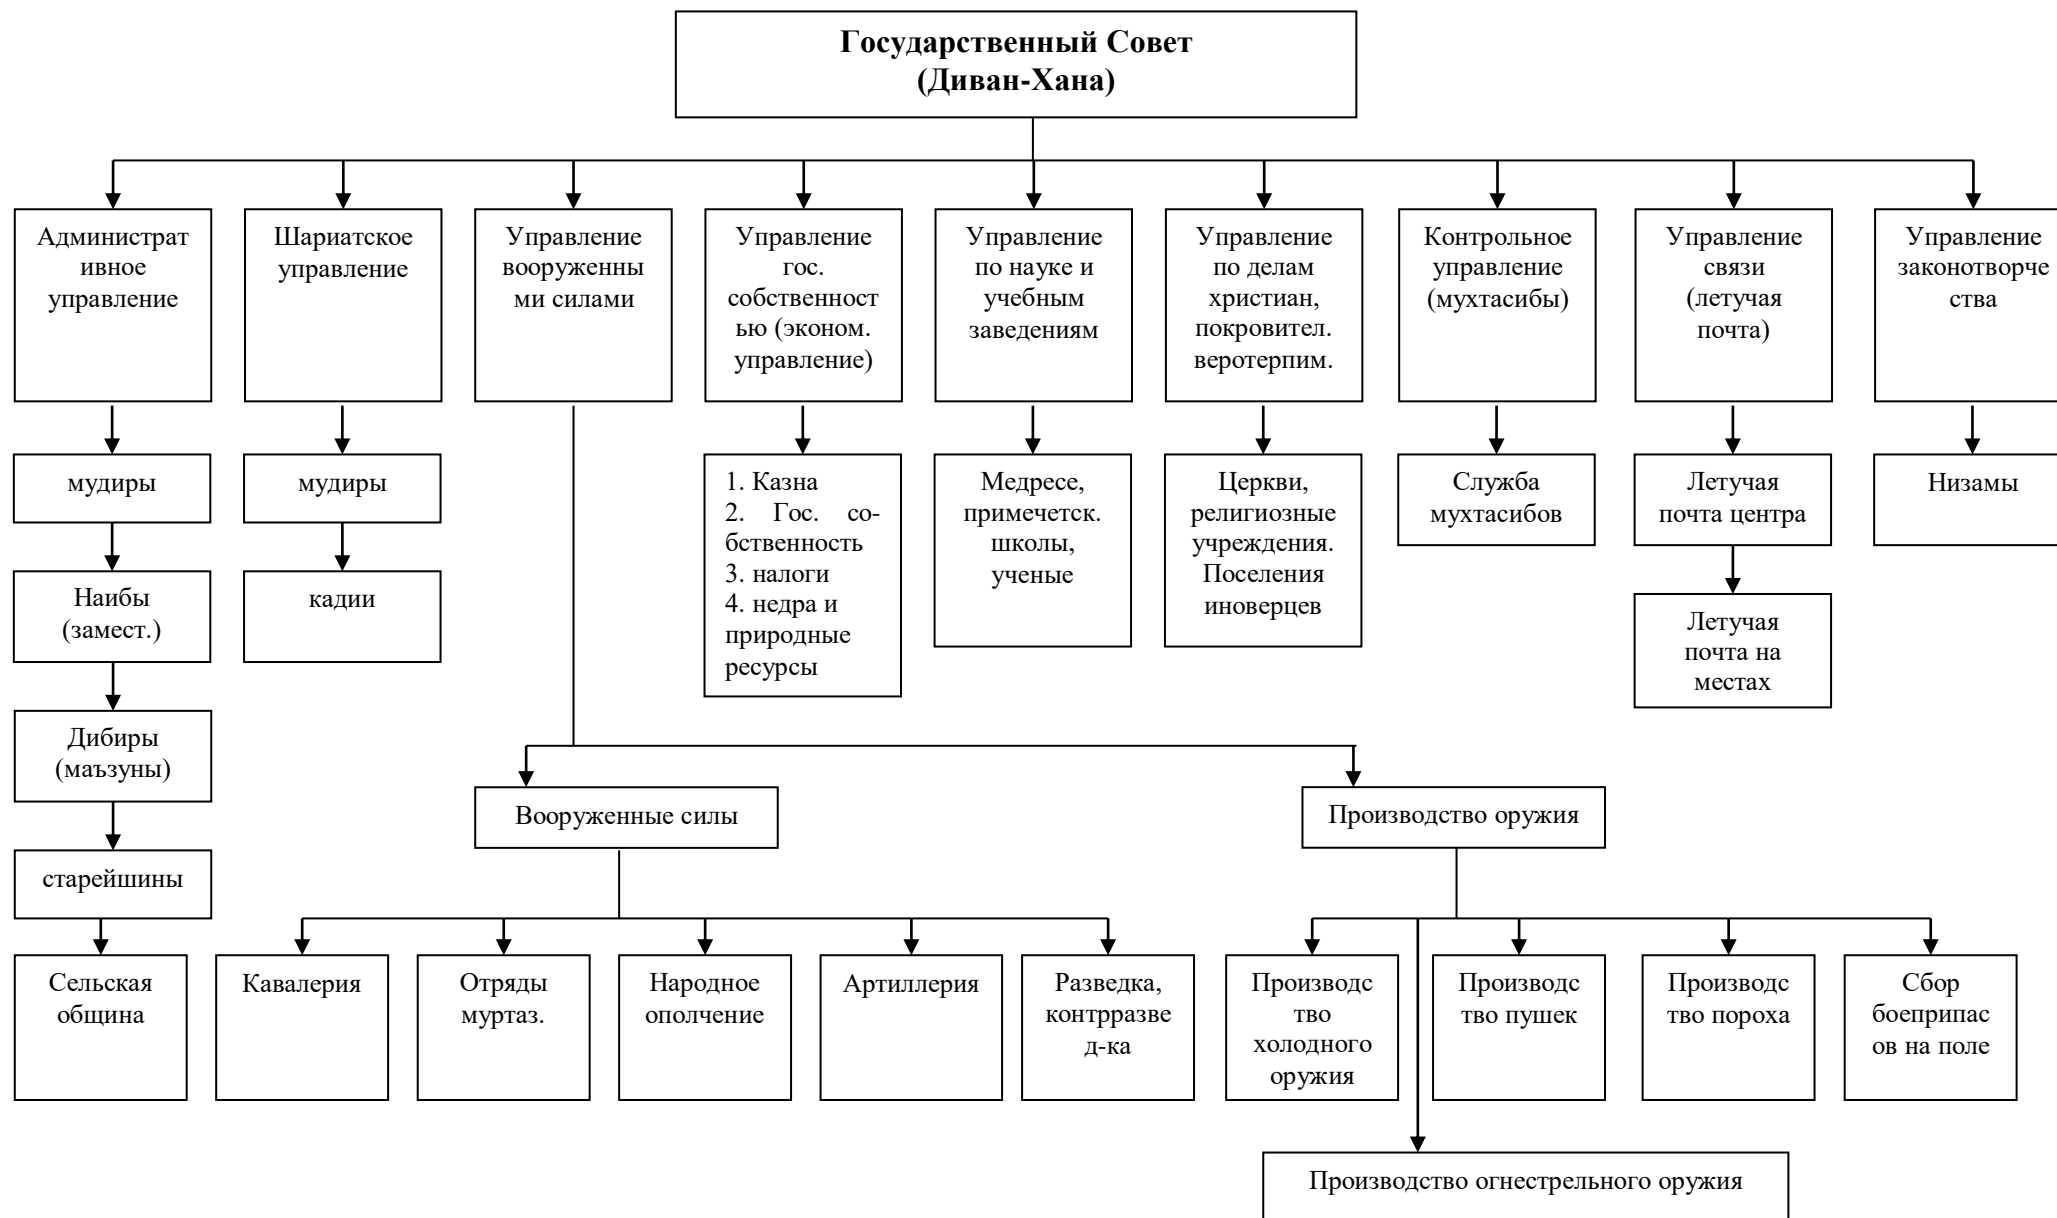 Государственный Совет
(Диван-Хана)
Администрат
ивное
управление
Шариатское
управление
Управление
вооруженны
ми силами
Управление
гос.
собственност
ью (эконом.
управление)
Управление
по науке и
учебным
заведениям
Управление
по делам
христиан,
покровител.
веротерпим.
Контрольное
управление
(мухтасибы)
Управление
связи
(летучая
почта)
Управление
законотворче
ства
мудиры
мудиры
1. Казна
2. Гос. со-
бственность
3. налоги
4. недра и
природные
ресурсы
Медресе,
примечетск.
школы,
ученые
Церкви,
религиозные
учреждения.
Поселения
иноверцев
Служба
мухтасибов
Летучая
почта центра
Низамы
Наибы
(замест.)
кадии
Летучая
почта на
местах
Дибиры
(маъзуны)
Вооруженные силы
Производство оружия
старейшины
Сельская
община
Кавалерия
Отряды
муртаз.
Народное
ополчение
Артиллерия
Разведка,
контрразве
д-ка
Производс
тво
холодного
оружия
Производс
тво пушек
Производс
тво пороха
Сбор
боеприпас
ов на поле
Производство огнестрельного оружия